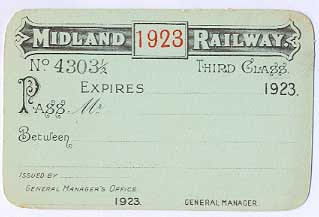 MIDLAND 1923 RAILWAY.
No 4303½ THIRD CLASS.
EXPIRES 1923.
PASS. Mr
Between
ISSUED BY
GENERAL MANAGER'S OFFICE.
1923. GENERAL MANAGER.